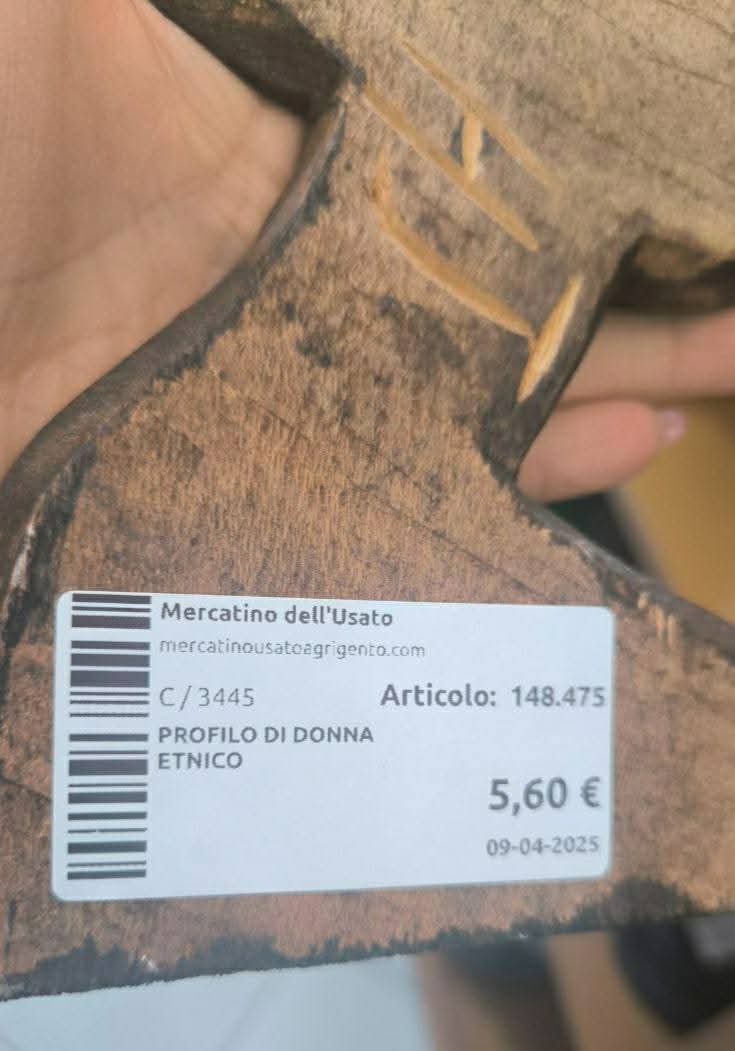 Mercatino dell'Usato
mercatinousatoagrigento.com
C/3445 Articolo: 148.475
PROFILO DI DONNA
ETNICO
5,60 €
09-04-2025